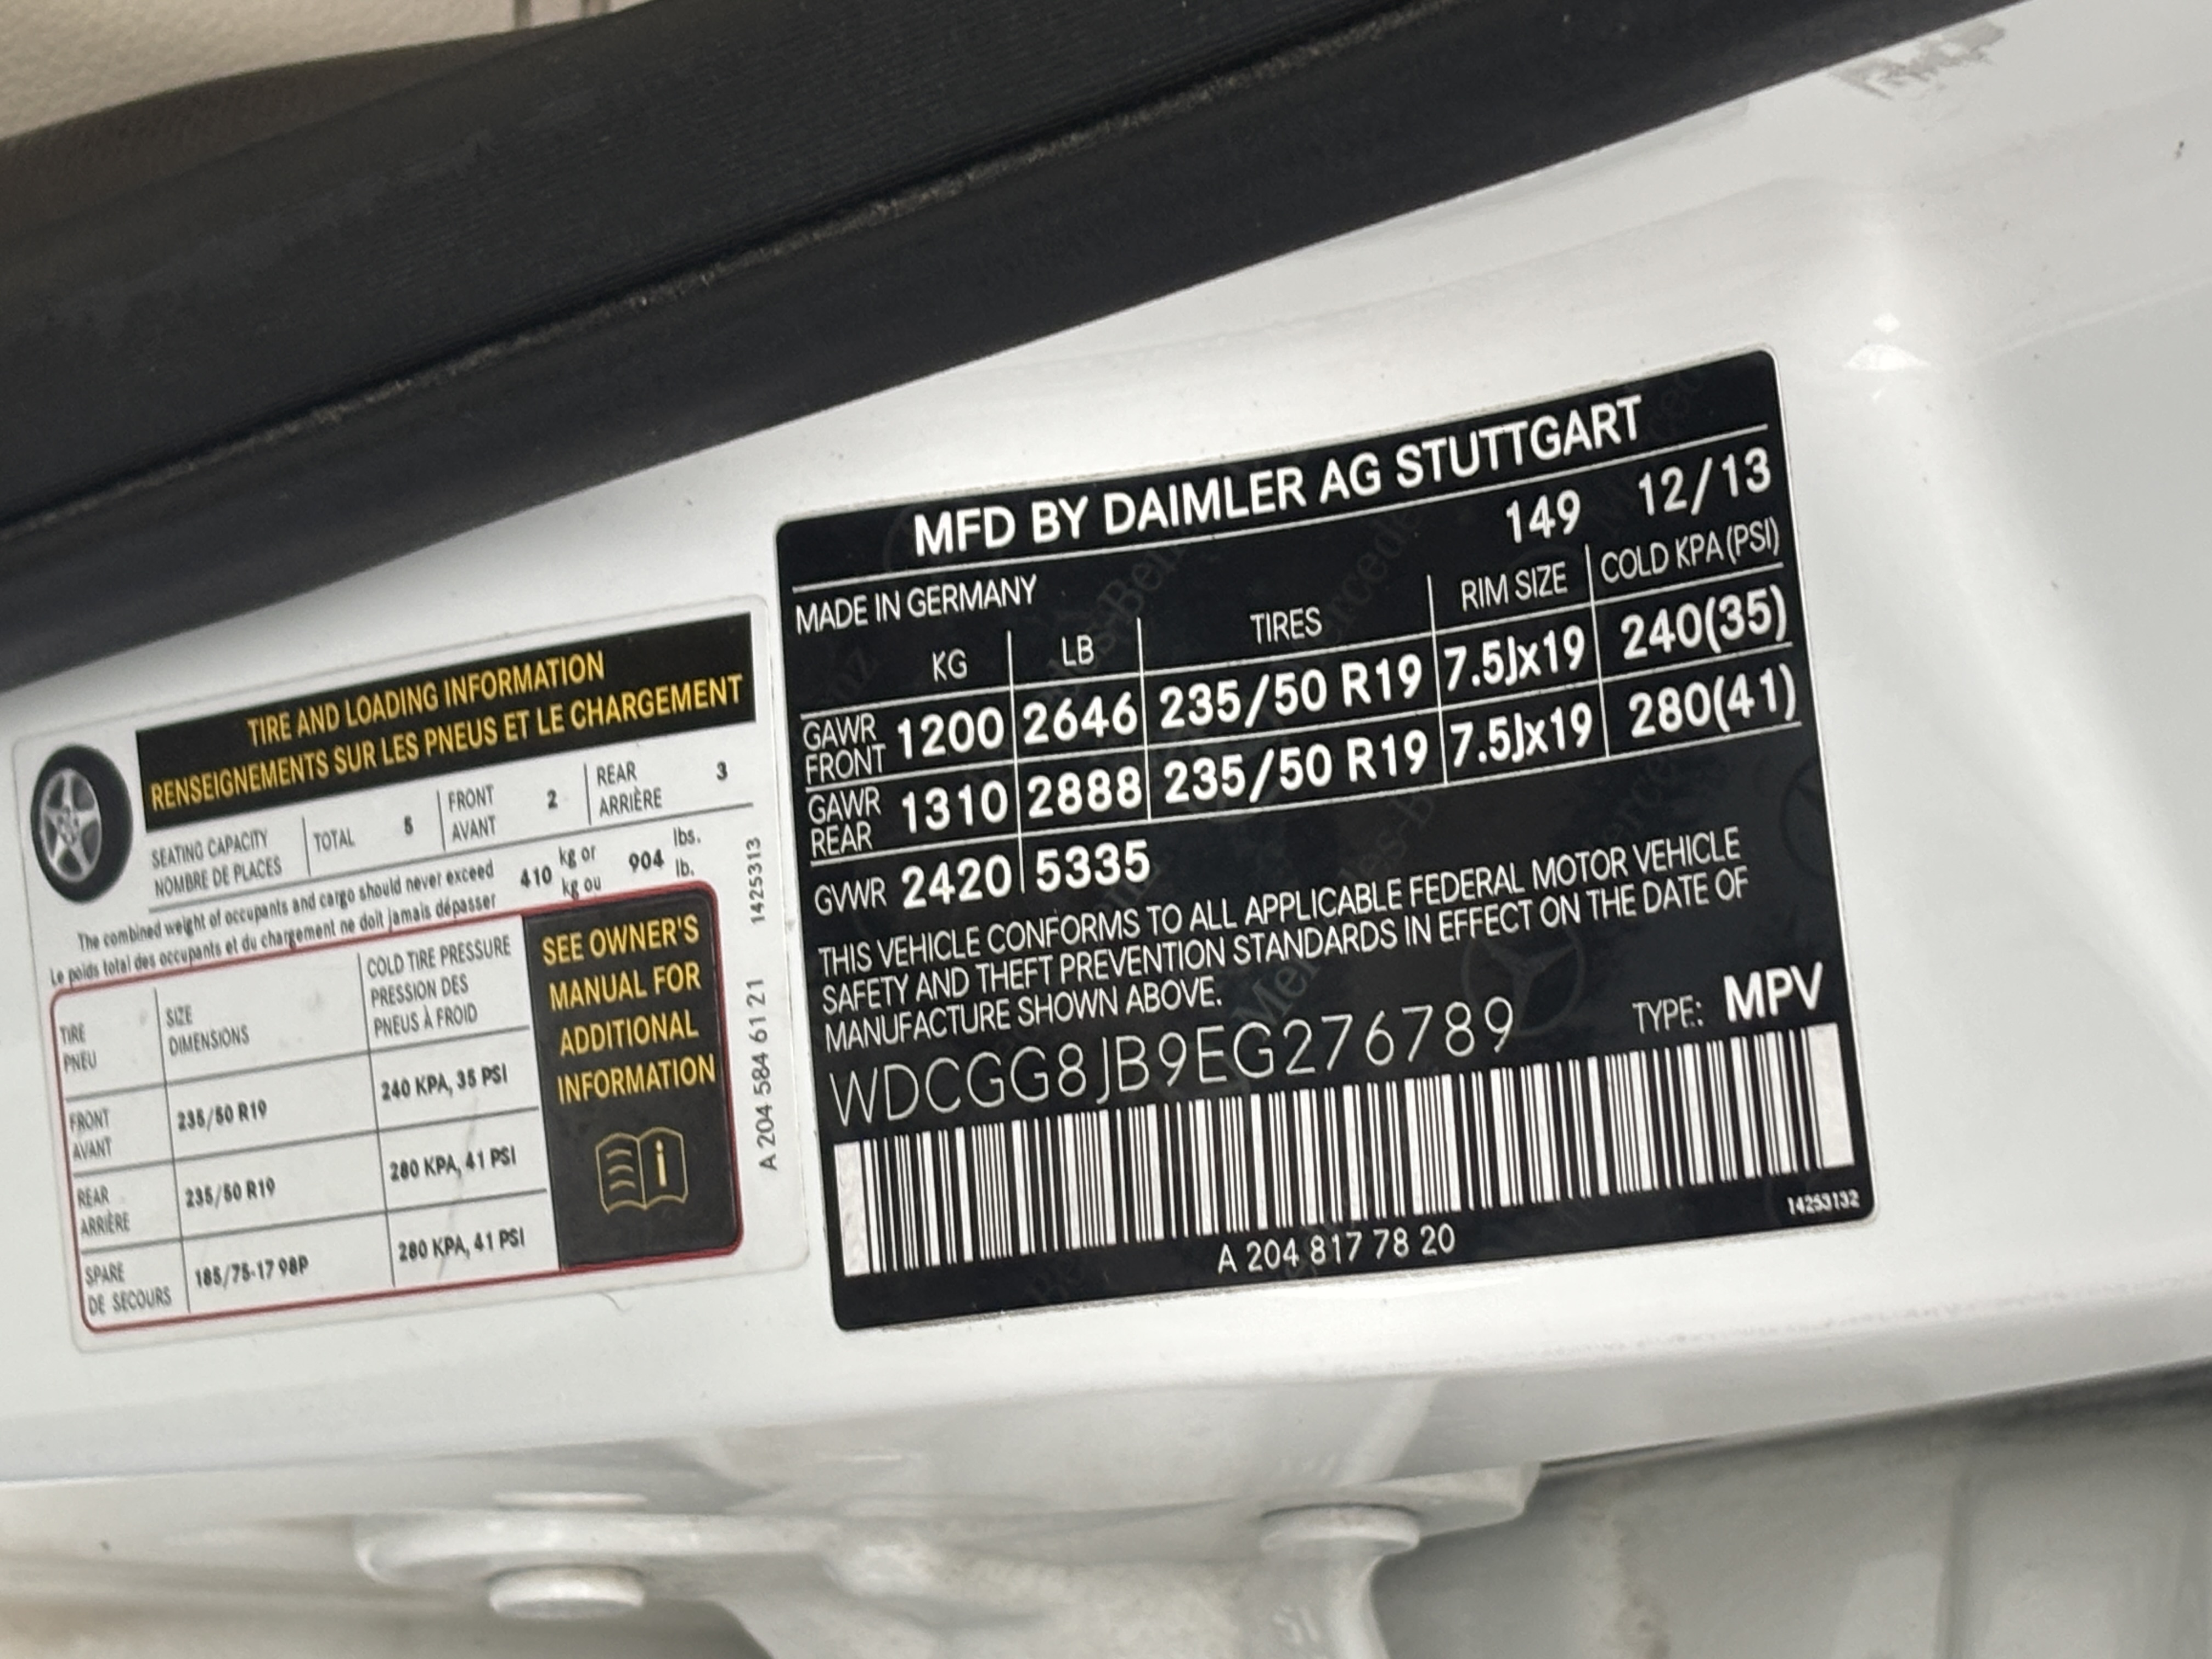 TIRE AND LOADING INFORMATION
RENSEIGNEMENTS SUR LES PNEUS ET LE CHARGEMENT
SEATING CAPACITY
NOMBRE DE PLACES
TOTAL 5
FRONT
AVANT
2
REAR
ARRIÈRE
3
The combined weight of occupants and cargo should never exceed
Le poids total des occupants et du chargement ne doit jamais dépasser
410
kg or
kg ou
904
lbs.
lb.
TIRE
PNEU
SIZE
DIMENSIONS
COLD TIRE PRESSURE
PRESSION DES
PNEUS À FROID
FRONT
AVANT
235/50 R19
240 KPA, 35 PSI
REAR
ARRIÈRE
235/50 R19
280 KPA, 41 PSI
SPARE
DE SECOURS
185/75-17 98P
280 KPA, 41 PSI
SEE OWNER'S
MANUAL FOR
ADDITIONAL
INFORMATION
A 204 584 61 21 1425313
MFD BY DAIMLER AG STUTTGART
149 12/13
MADE IN GERMANY
KG LB TIRES RIM SIZE COLD KPA (PSI)
GAWR
FRONT
1200 2646 235/50 R19 7.5Jx19 240(35)
GAWR
REAR
1310 2888 235/50 R19 7.5Jx19 280(41)
GVWR 2420 5335
THIS VEHICLE CONFORMS TO ALL APPLICABLE FEDERAL MOTOR VEHICLE
SAFETY AND THEFT PREVENTION STANDARDS IN EFFECT ON THE DATE OF
MANUFACTURE SHOWN ABOVE.
WDCGG8JB9EG276789
TYPE: MPV
A 204 817 78 20
14253132